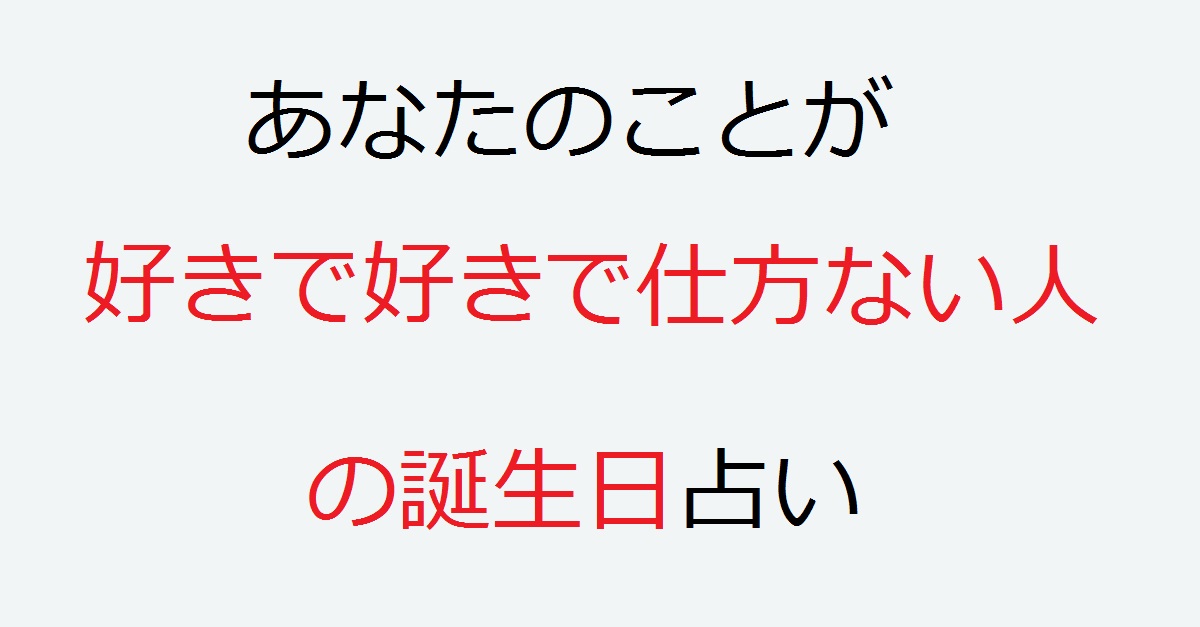 あなたのことが
好きで好きで仕方ない人
の誕生日占い